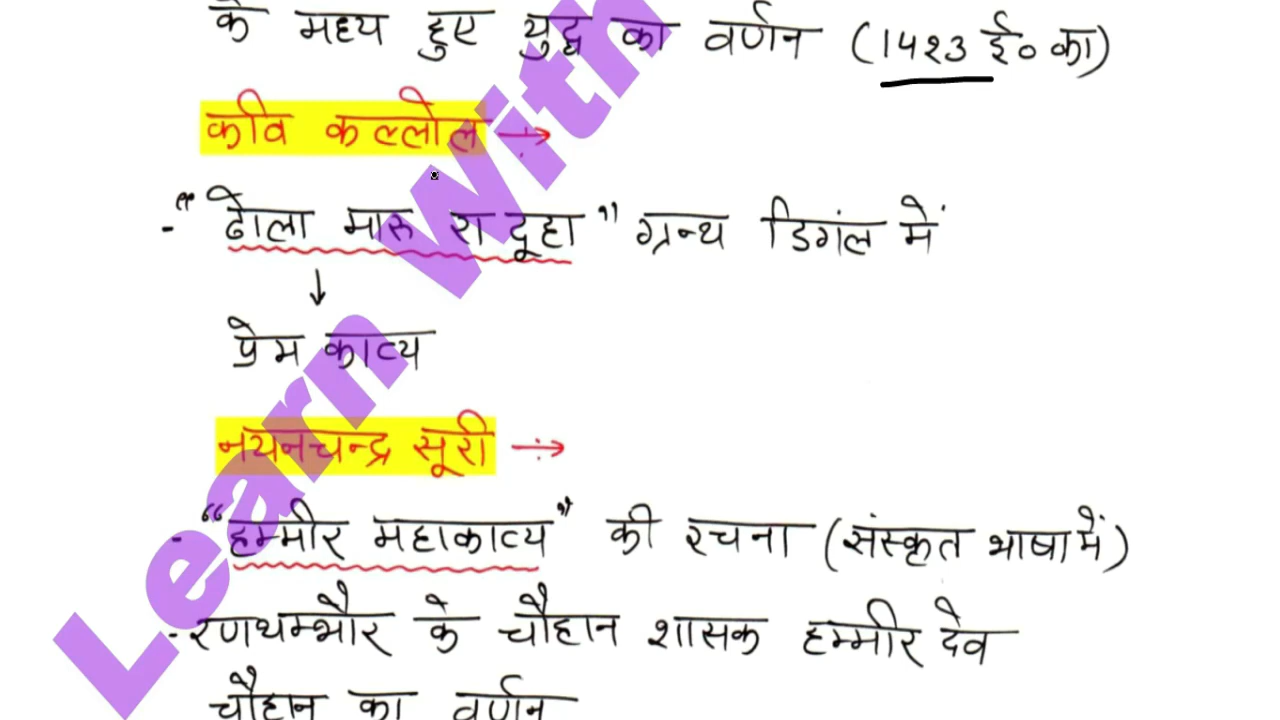 के मध्य हुए युद्ध का वर्णन (1423 ई० का)
कवि कल्लोल →
- "ढोला मारू रा दूहा" ग्रन्थ डिगंल में
↓
प्रेम काव्य
नयनचन्द्र सूरी →
- "हम्मीर महाकाव्य" की रचना (संस्कृत भाषा में)
- रणथम्भौर के चौहान शासक हम्मीर देव
चौहान का वर्णन
Learn With